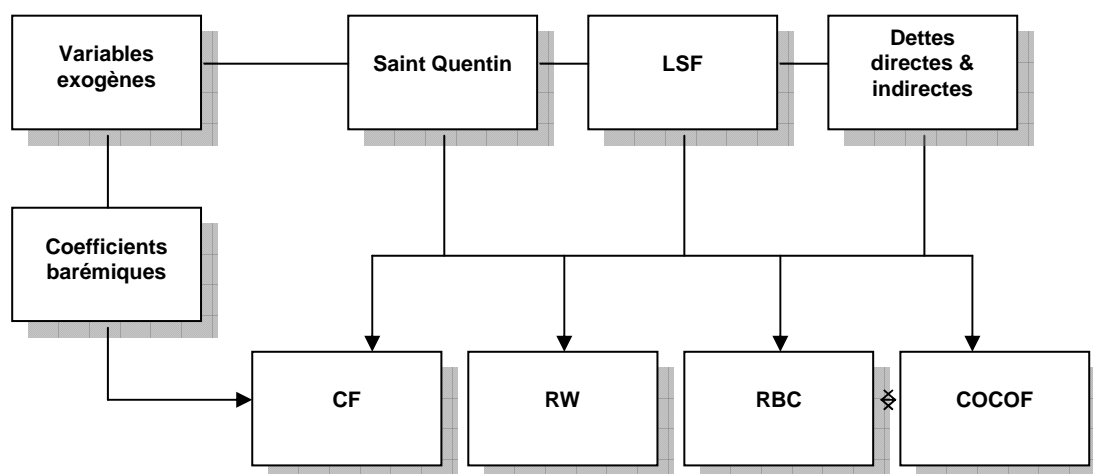 Variables
exogènes
Saint Quentin
LSF
Dettes
directes &
indirectes
Coefficients
barémiques
CF
RW
RBC
COCOF